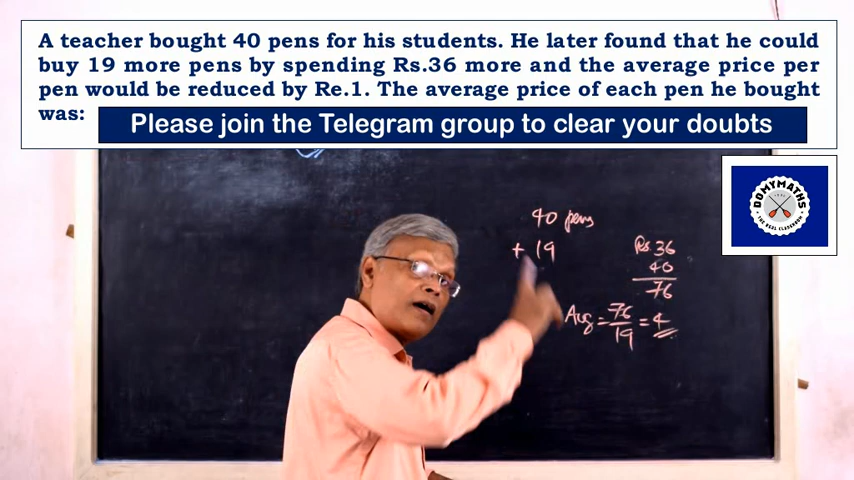 A teacher bought 40 pens for his students. He later found that he could
buy 19 more pens by spending Rs.36 more and the average price per
pen would be reduced by Re.1. The average price of each pen he bought
was:
Please join the Telegram group to clear your doubts
DOMYMATHS
THE REEL CLASSROOM
40 pens
+ 19
Rs. 36
40
76
Avg = 76/19 = 4